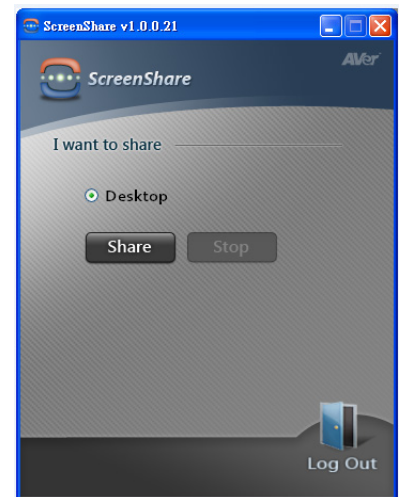 ScreenShare v1.0.0.21
AVer
ScreenShare
I want to share
Desktop
Share Stop
Log Out